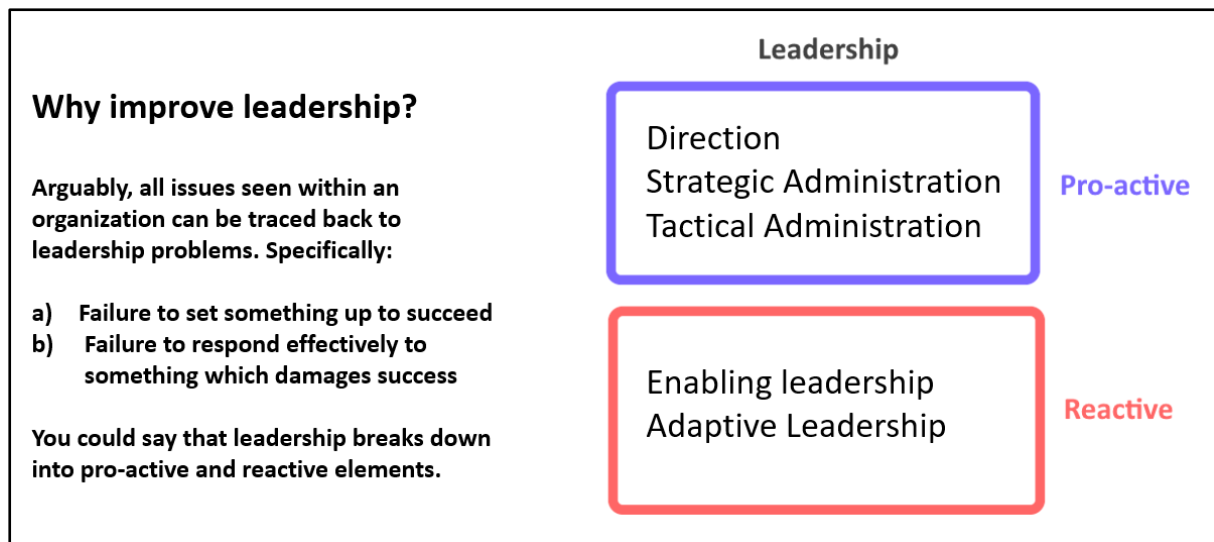 Why improve leadership?
Arguably, all issues seen within an
organization can be traced back to
leadership problems. Specifically:
a) Failure to set something up to succeed
b) Failure to respond effectively to
something which damages success
You could say that leadership breaks down
into pro-active and reactive elements.
Leadership
Direction
Strategic Administration
Tactical Administration
Pro-active
Enabling leadership
Adaptive Leadership
Reactive